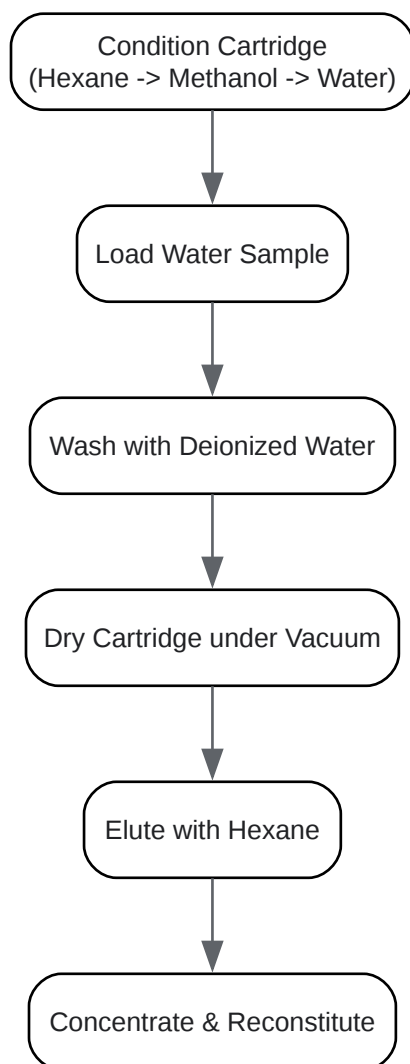 Condition Cartridge
(Hexane -> Methanol -> Water)
Load Water Sample
Wash with Deionized Water
Dry Cartridge under Vacuum
Elute with Hexane
Concentrate & Reconstitute